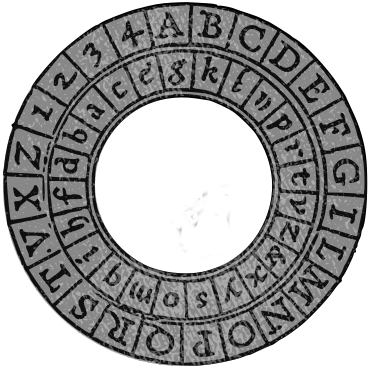 A B C D E F G I L M N O P Q R S T V X Z 1 2 3 4
g k l n p r t v z & x y s o m q i h f d b a c e